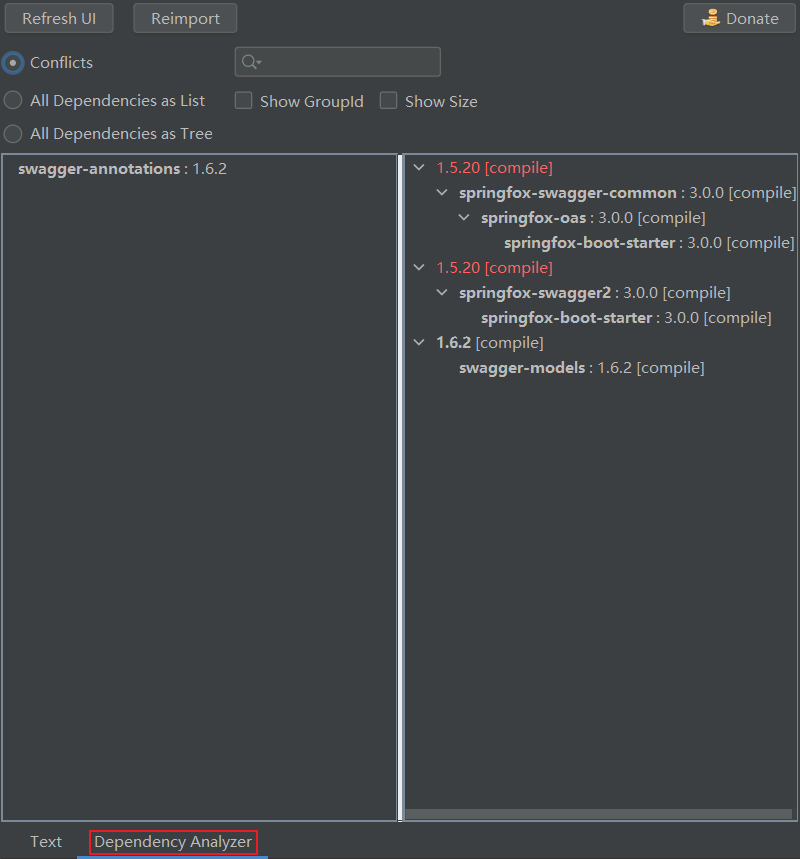 Refresh UI Reimport Donate
Conflicts
All Dependencies as List Show GroupId Show Size
All Dependencies as Tree
swagger-annotations : 1.6.2
1.5.20 [compile]
springfox-swagger-common : 3.0.0 [compile]
springfox-oas : 3.0.0 [compile]
springfox-boot-starter : 3.0.0 [compile]
1.5.20 [compile]
springfox-swagger2 : 3.0.0 [compile]
springfox-boot-starter : 3.0.0 [compile]
1.6.2 [compile]
swagger-models : 1.6.2 [compile]
Text Dependency Analyzer